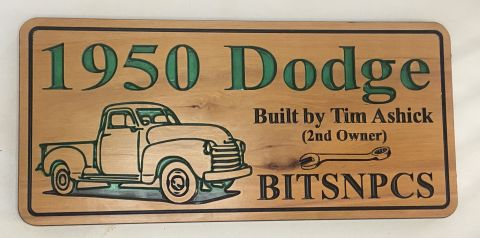 1950 Dodge
Built by Tim Ashick
(2nd Owner)
BITSNPCS